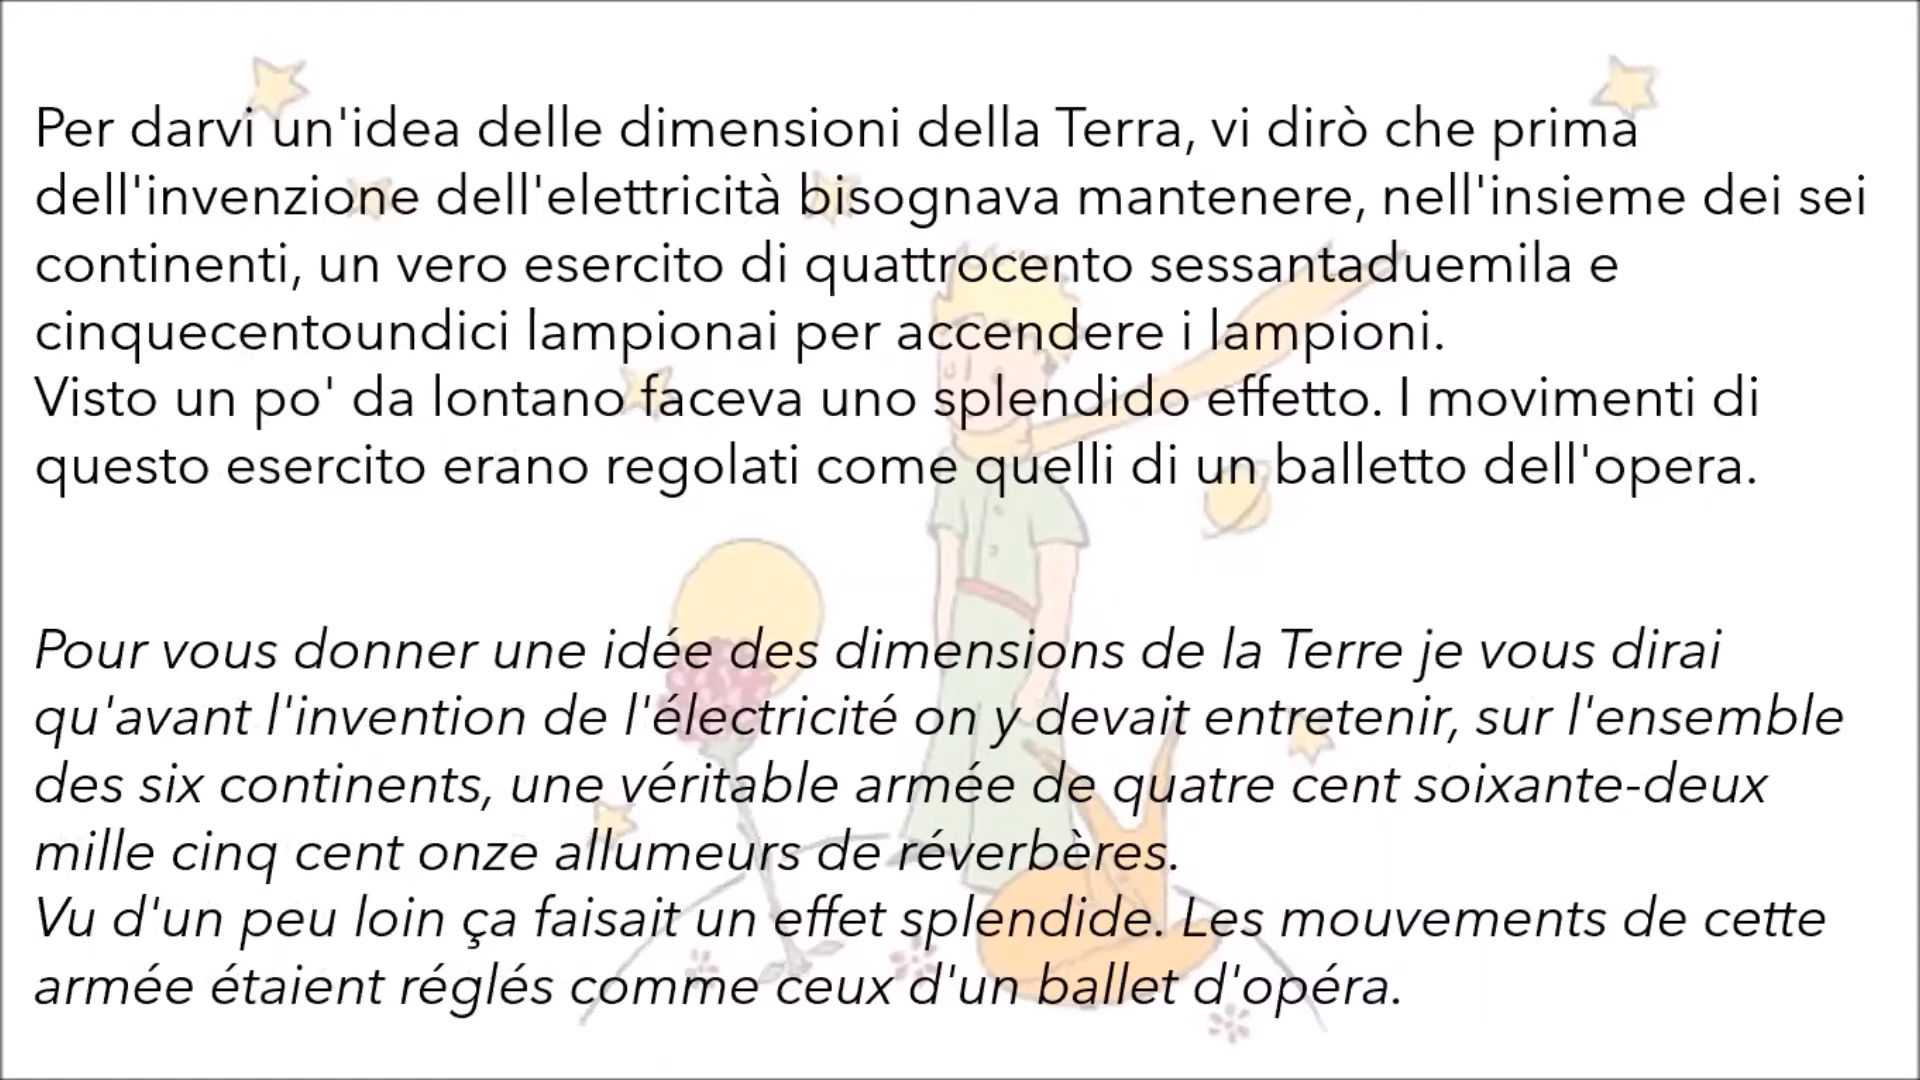 Per darvi un'idea delle dimensioni della Terra, vi dirò che prima
dell'invenzione dell'elettricità bisognava mantenere, nell'insieme dei sei
continenti, un vero esercito di quattrocento sessantaduemila e
cinquecentoundici lampionai per accendere i lampioni.
Visto un po' da lontano faceva uno splendido effetto. I movimenti di
questo esercito erano regolati come quelli di un balletto dell'opera.
Pour vous donner une idée des dimensions de la Terre je vous dirai
qu'avant l'invention de l'électricité on y devait entretenir, sur l'ensemble
des six continents, une véritable armée de quatre cent soixante-deux
mille cinq cent onze allumeurs de réverbères.
Vu d'un peu loin ça faisait un effet splendide. Les mouvements de cette
armée étaient réglés comme ceux d'un ballet d'opéra.